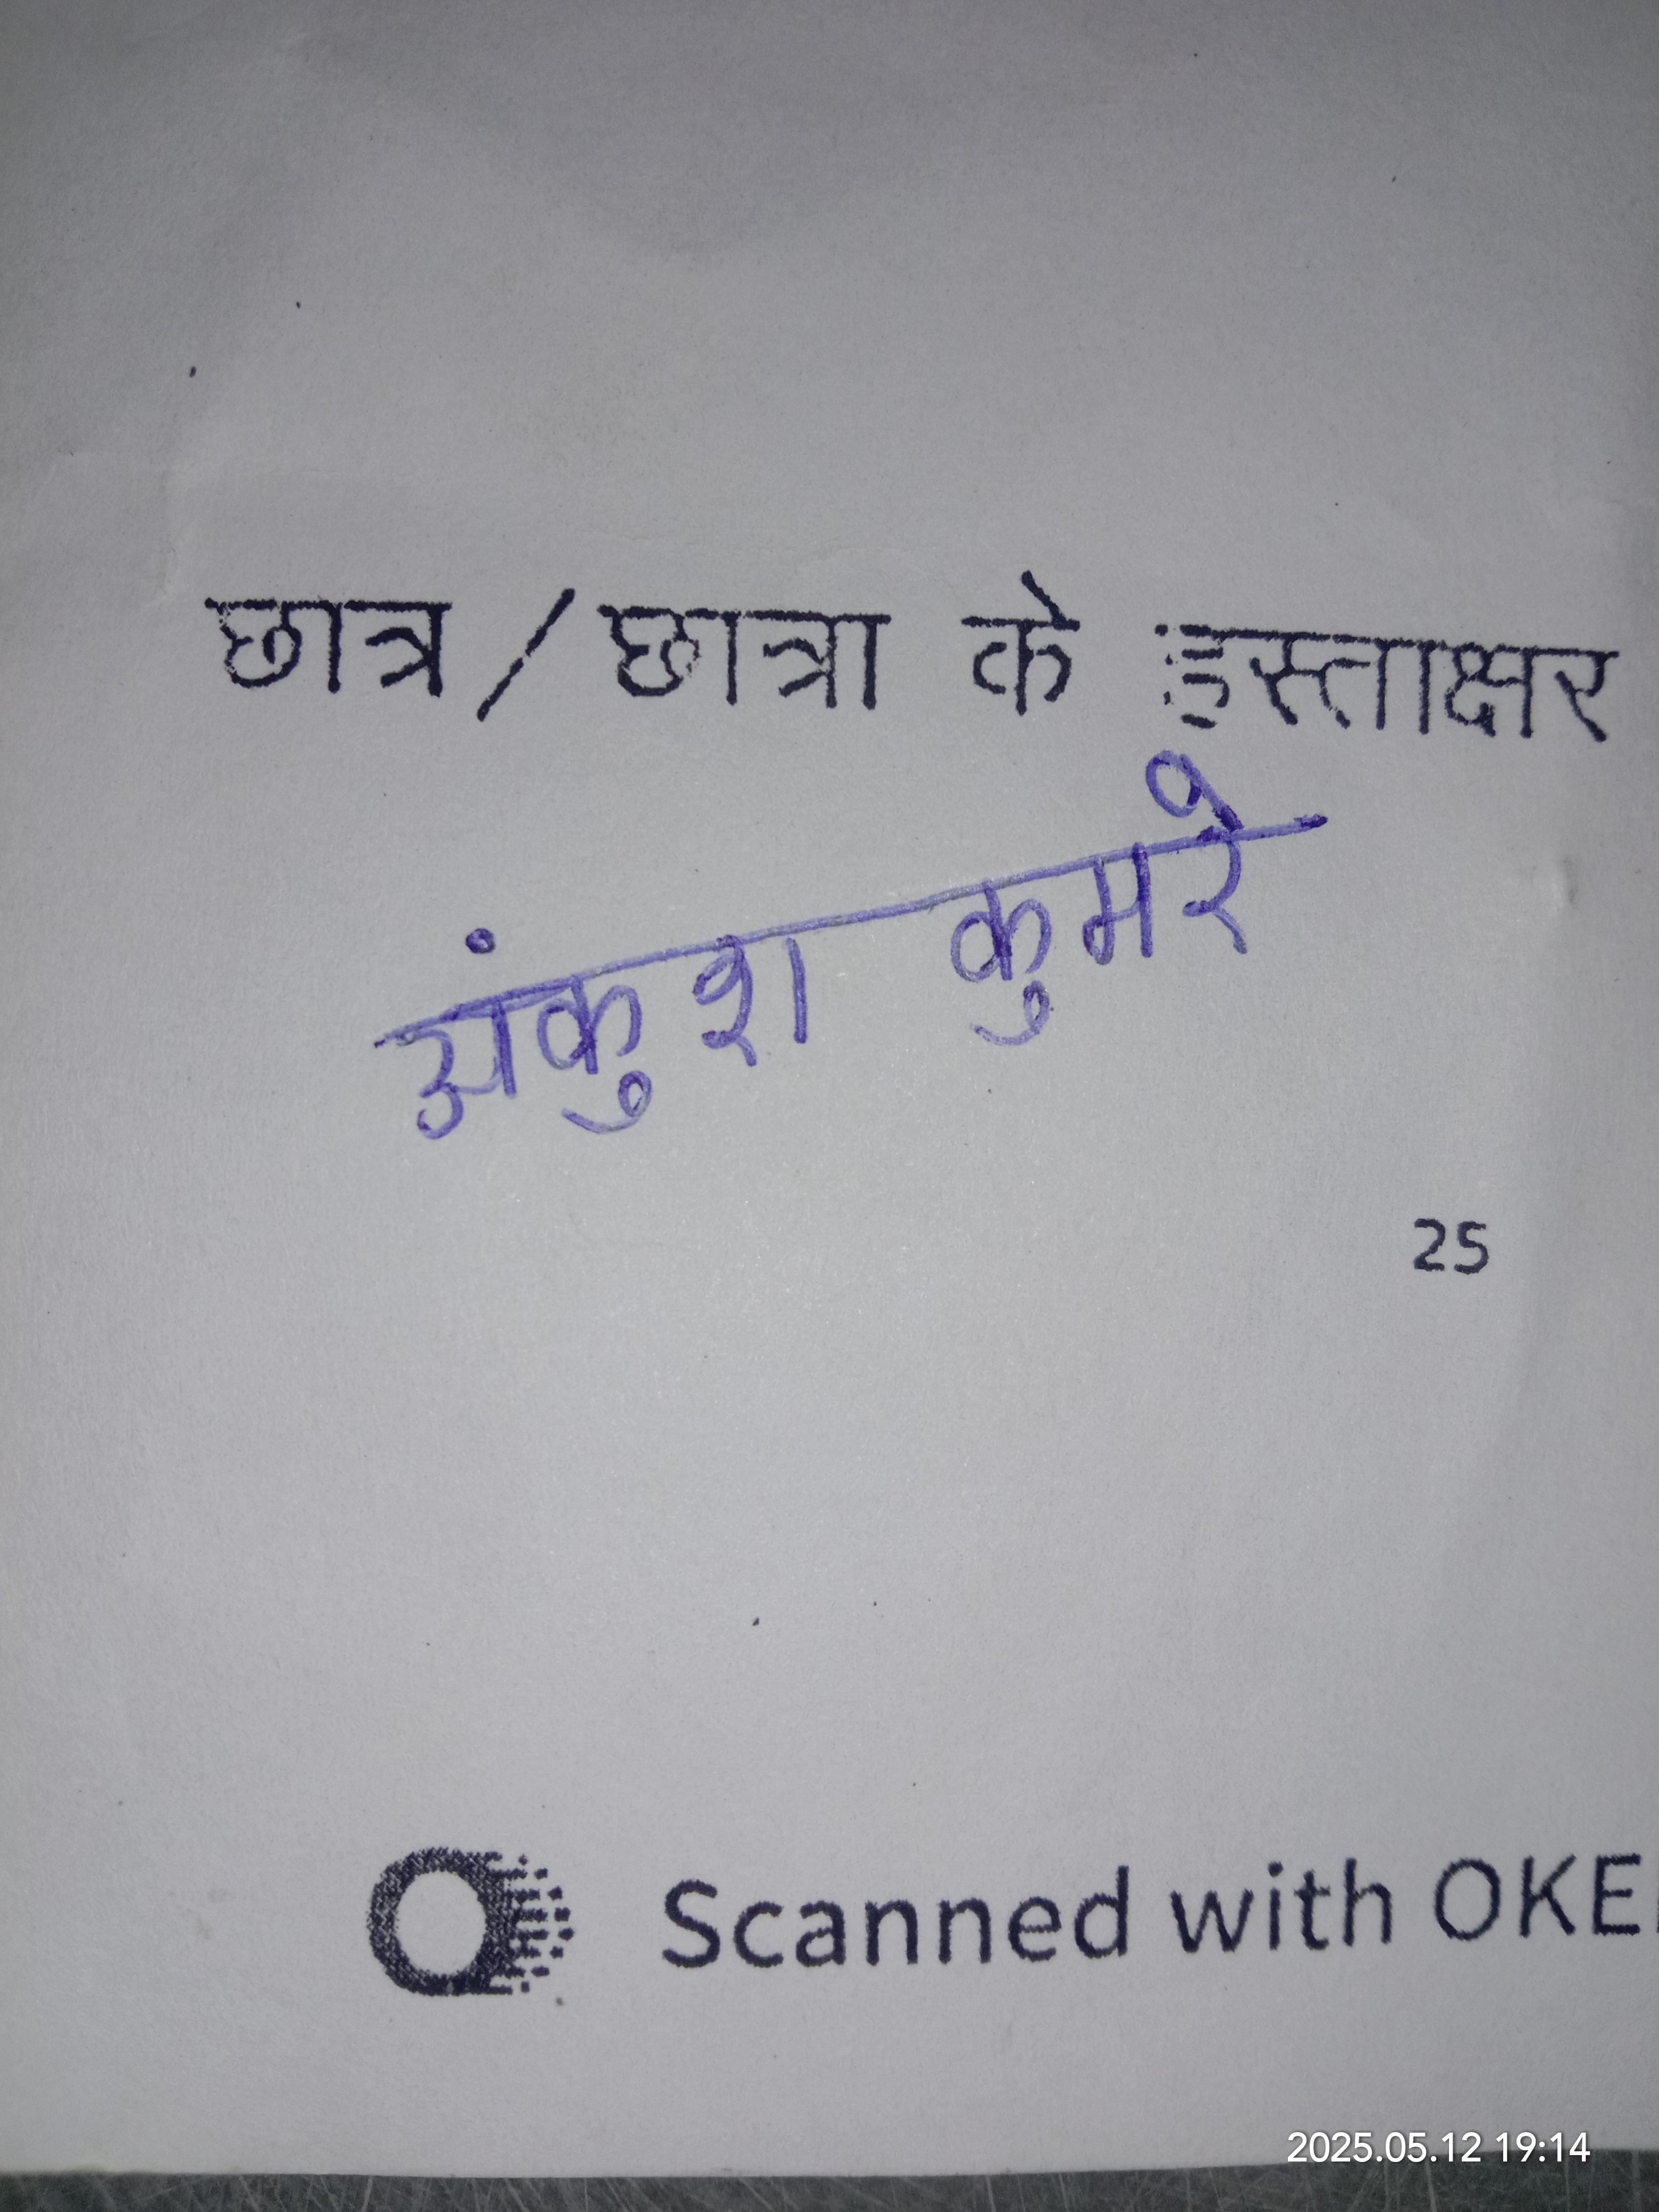 छात्र/छात्रा के हस्ताक्षर
अंकुश कुमरे
25
Scanned with OKE
2025.05.12 19:14